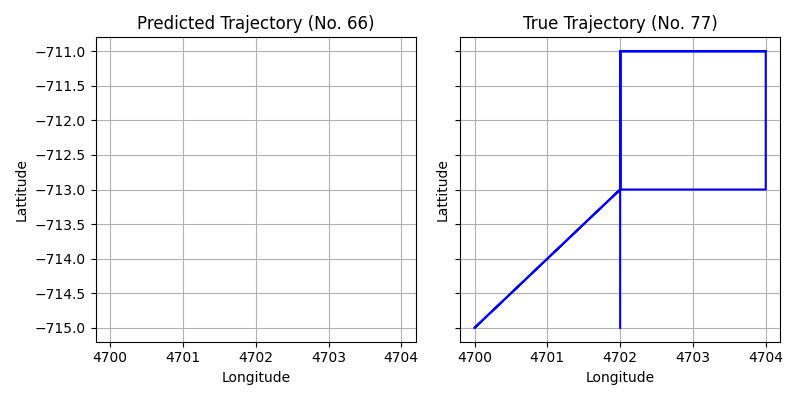 Predicted Trajectory (No. 66)
True Trajectory (No. 77)
Lattitude
−711.0
−711.5
−712.0
−712.5
−713.0
−713.5
−714.0
−714.5
−715.0
4700 4701 4702 4703 4704
Longitude
Lattitude
4700 4701 4702 4703 4704
Longitude